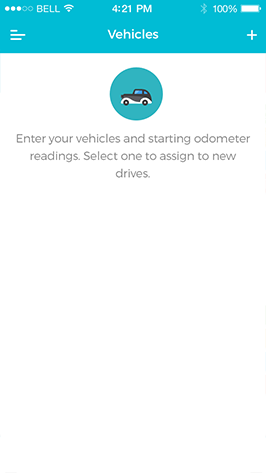 BELL 4:21 PM 100%
Vehicles
Enter your vehicles and starting odometer
readings. Select one to assign to new
drives.